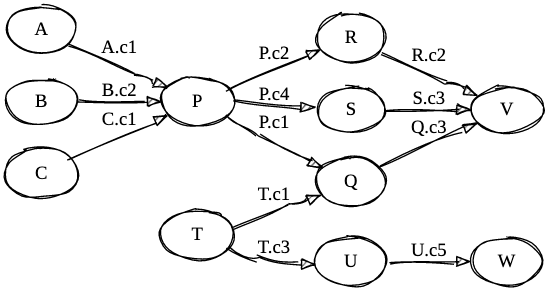 A
A.c1
B
B.c2
C
C.c1
P
P.c2
P.c4
P.c1
R
R.c2
S
S.c3
Q
Q.c3
V
T
T.c1
T.c3
U
U.c5
W